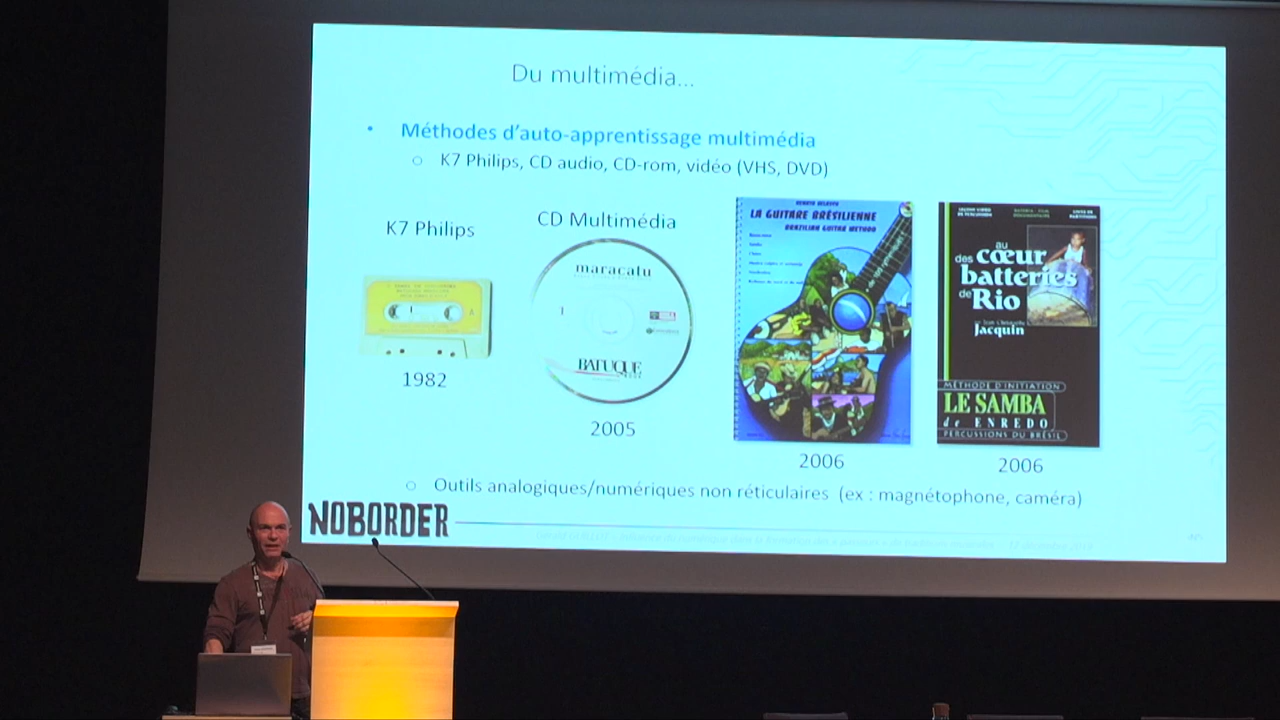 Du multimédia...
• Méthodes d'auto-apprentissage multimédia
o K7 Philips, CD audio, CD-rom, vidéo (VHS, DVD)
K7 Philips
1982
CD Multimédia
maracatu
BATUQUE
2005
LA GUITARE BRÉSILIENNE
BRAZILIAN GUITAR METHOD
2006
au
des cœur
batteries
de Rio
Jacquin
MÉTHODE D'INITIATION
LE SAMBA
de ENREDO
PERCUSSIONS DU BRÉSIL
2006
o Outils analogiques/numériques non réticulaires (ex : magnétophone, caméra)
NOBORDER